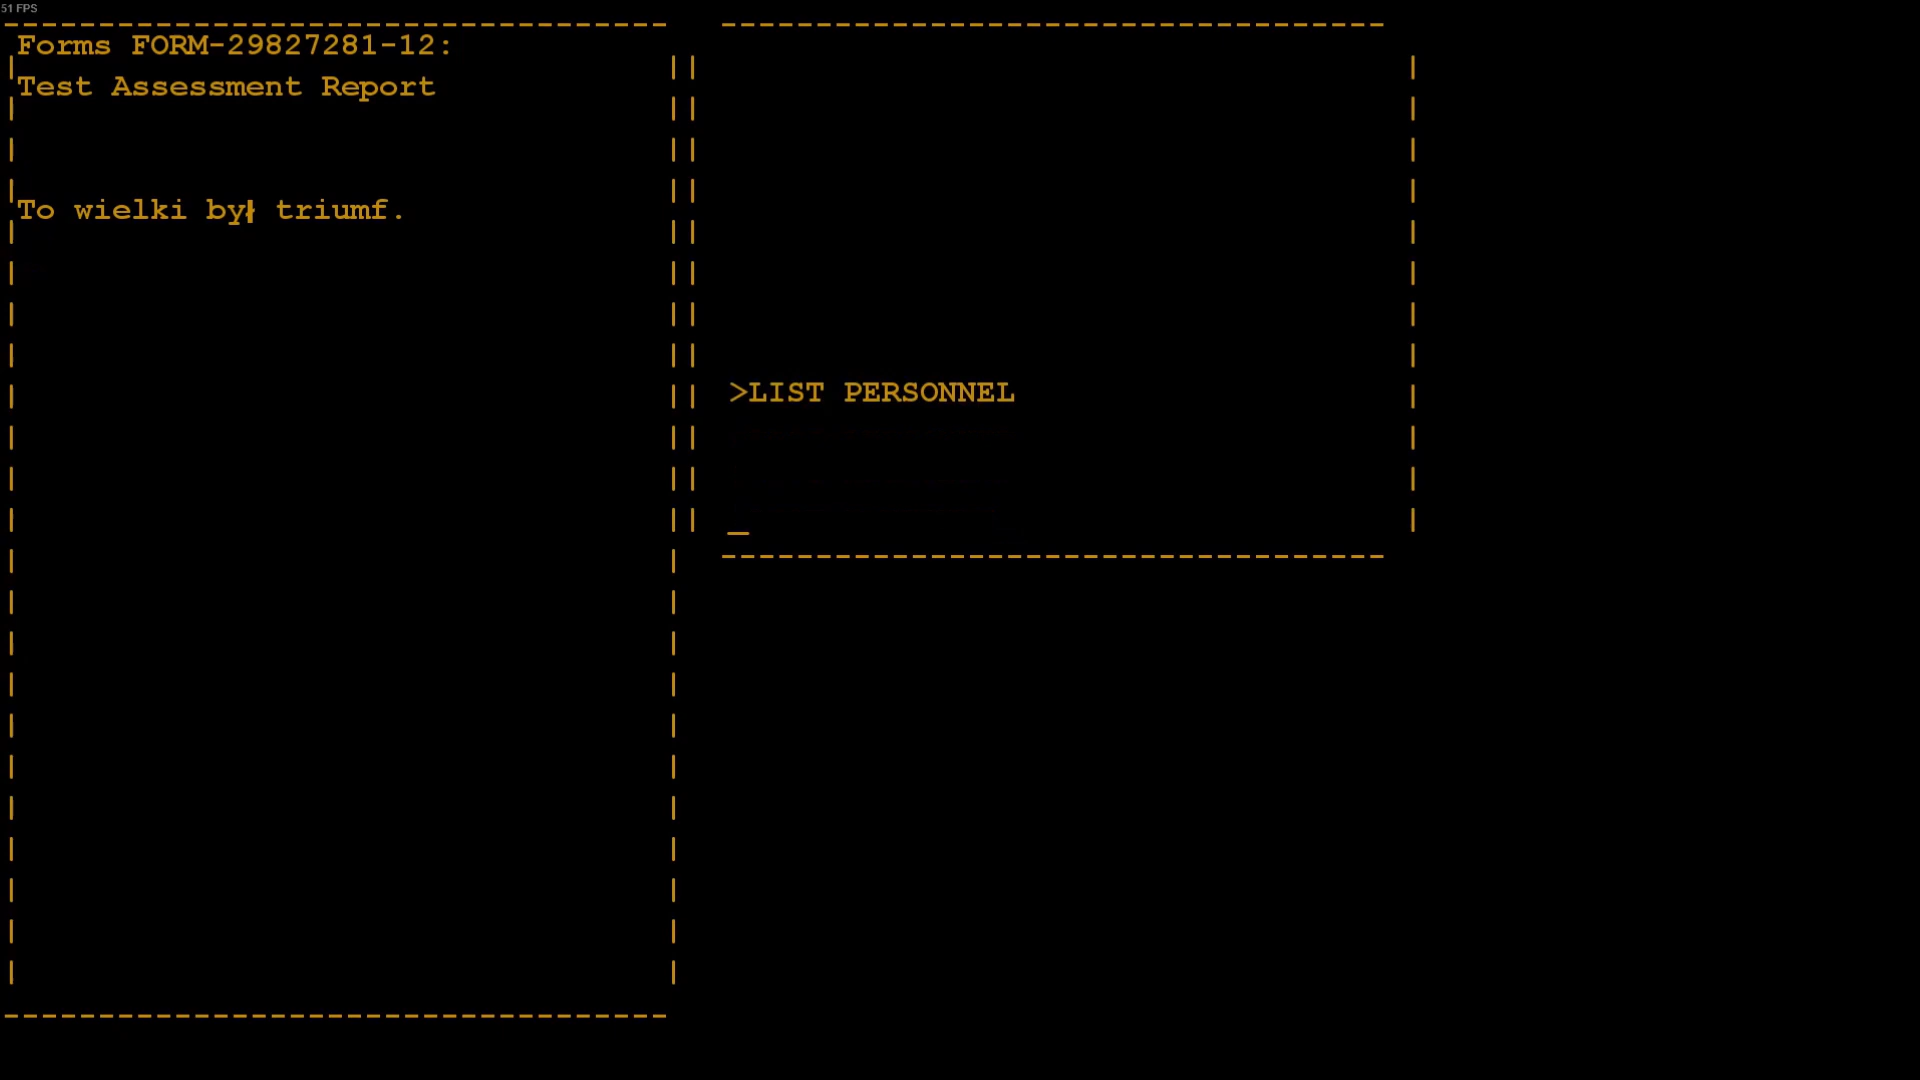 51 FPS
Forms FORM-29827281-12:
Test Assessment Report
To wielki był triumf.
>LIST PERSONNEL
_